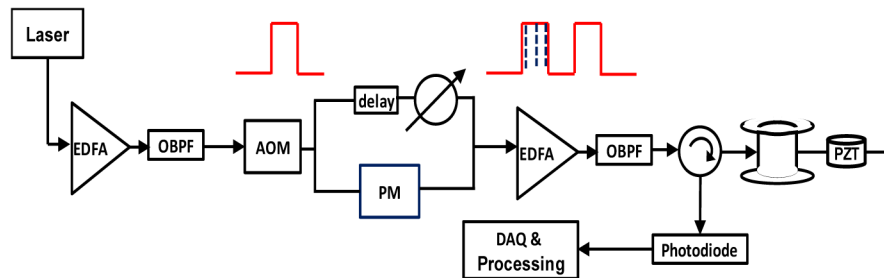 Laser
EDFA
OBPF
AOM
delay
PM
EDFA
OBPF
PZT
Photodiode
DAQ &
Processing